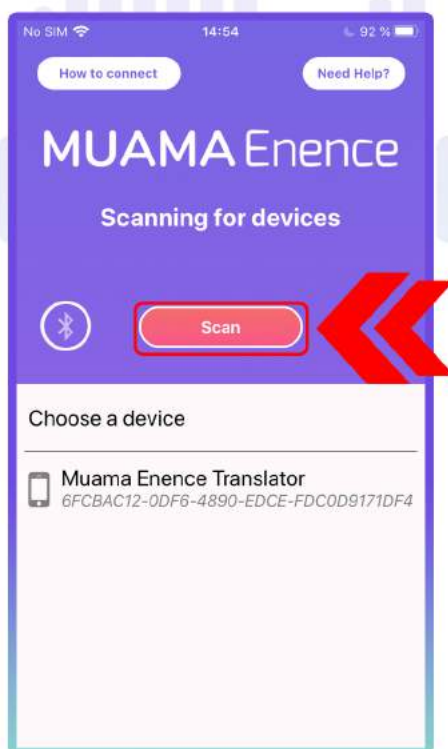 No SIM 14:54 92 %
How to connect Need Help?
MUAMA Enence
Scanning for devices
Scan
Choose a device
Muama Enence Translator
6FCBAC12-0DF6-4890-EDCE-FDC0D9171DF4